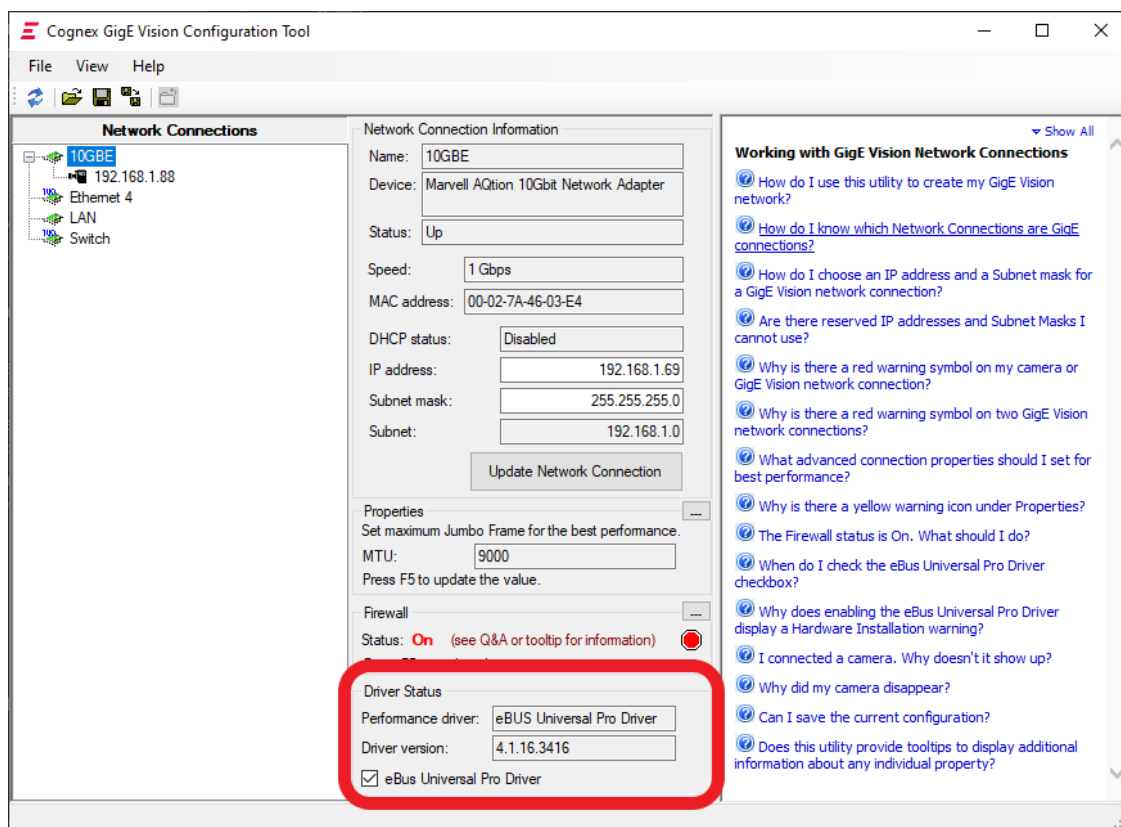 Cognex GigE Vision Configuration Tool
File View Help
Network Connections
10GBE
192.168.1.88
Ethernet 4
LAN
Switch
Network Connection Information
Name: 10GBE
Device: Marvell AQtion 10Gbit Network Adapter
Status: Up
Speed: 1 Gbps
MAC address: 00-02-7A-46-03-E4
DHCP status: Disabled
IP address: 192.168.1.69
Subnet mask: 255.255.255.0
Subnet: 192.168.1.0
Update Network Connection
Properties ...
Set maximum Jumbo Frame for the best performance.
MTU: 9000
Press F5 to update the value.
Firewall ...
Status: On (see Q&A or tooltip for information)
Driver Status
Performance driver: eBUS Universal Pro Driver
Driver version: 4.1.16.3416
eBus Universal Pro Driver
Show All
Working with GigE Vision Network Connections
How do I use this utility to create my GigE Vision
network?
How do I know which Network Connections are GigE
connections?
How do I choose an IP address and a Subnet mask for
a GigE Vision network connection?
Are there reserved IP addresses and Subnet Masks I
cannot use?
Why is there a red warning symbol on my camera or
GigE Vision network connection?
Why is there a red warning symbol on two GigE Vision
network connections?
What advanced connection properties should I set for
best performance?
Why is there a yellow warning icon under Properties?
The Firewall status is On. What should I do?
When do I check the eBus Universal Pro Driver
checkbox?
Why does enabling the eBus Universal Pro Driver
display a Hardware Installation warning?
I connected a camera. Why doesn't it show up?
Why did my camera disappear?
Can I save the current configuration?
Does this utility provide tooltips to display additional
information about any individual property?